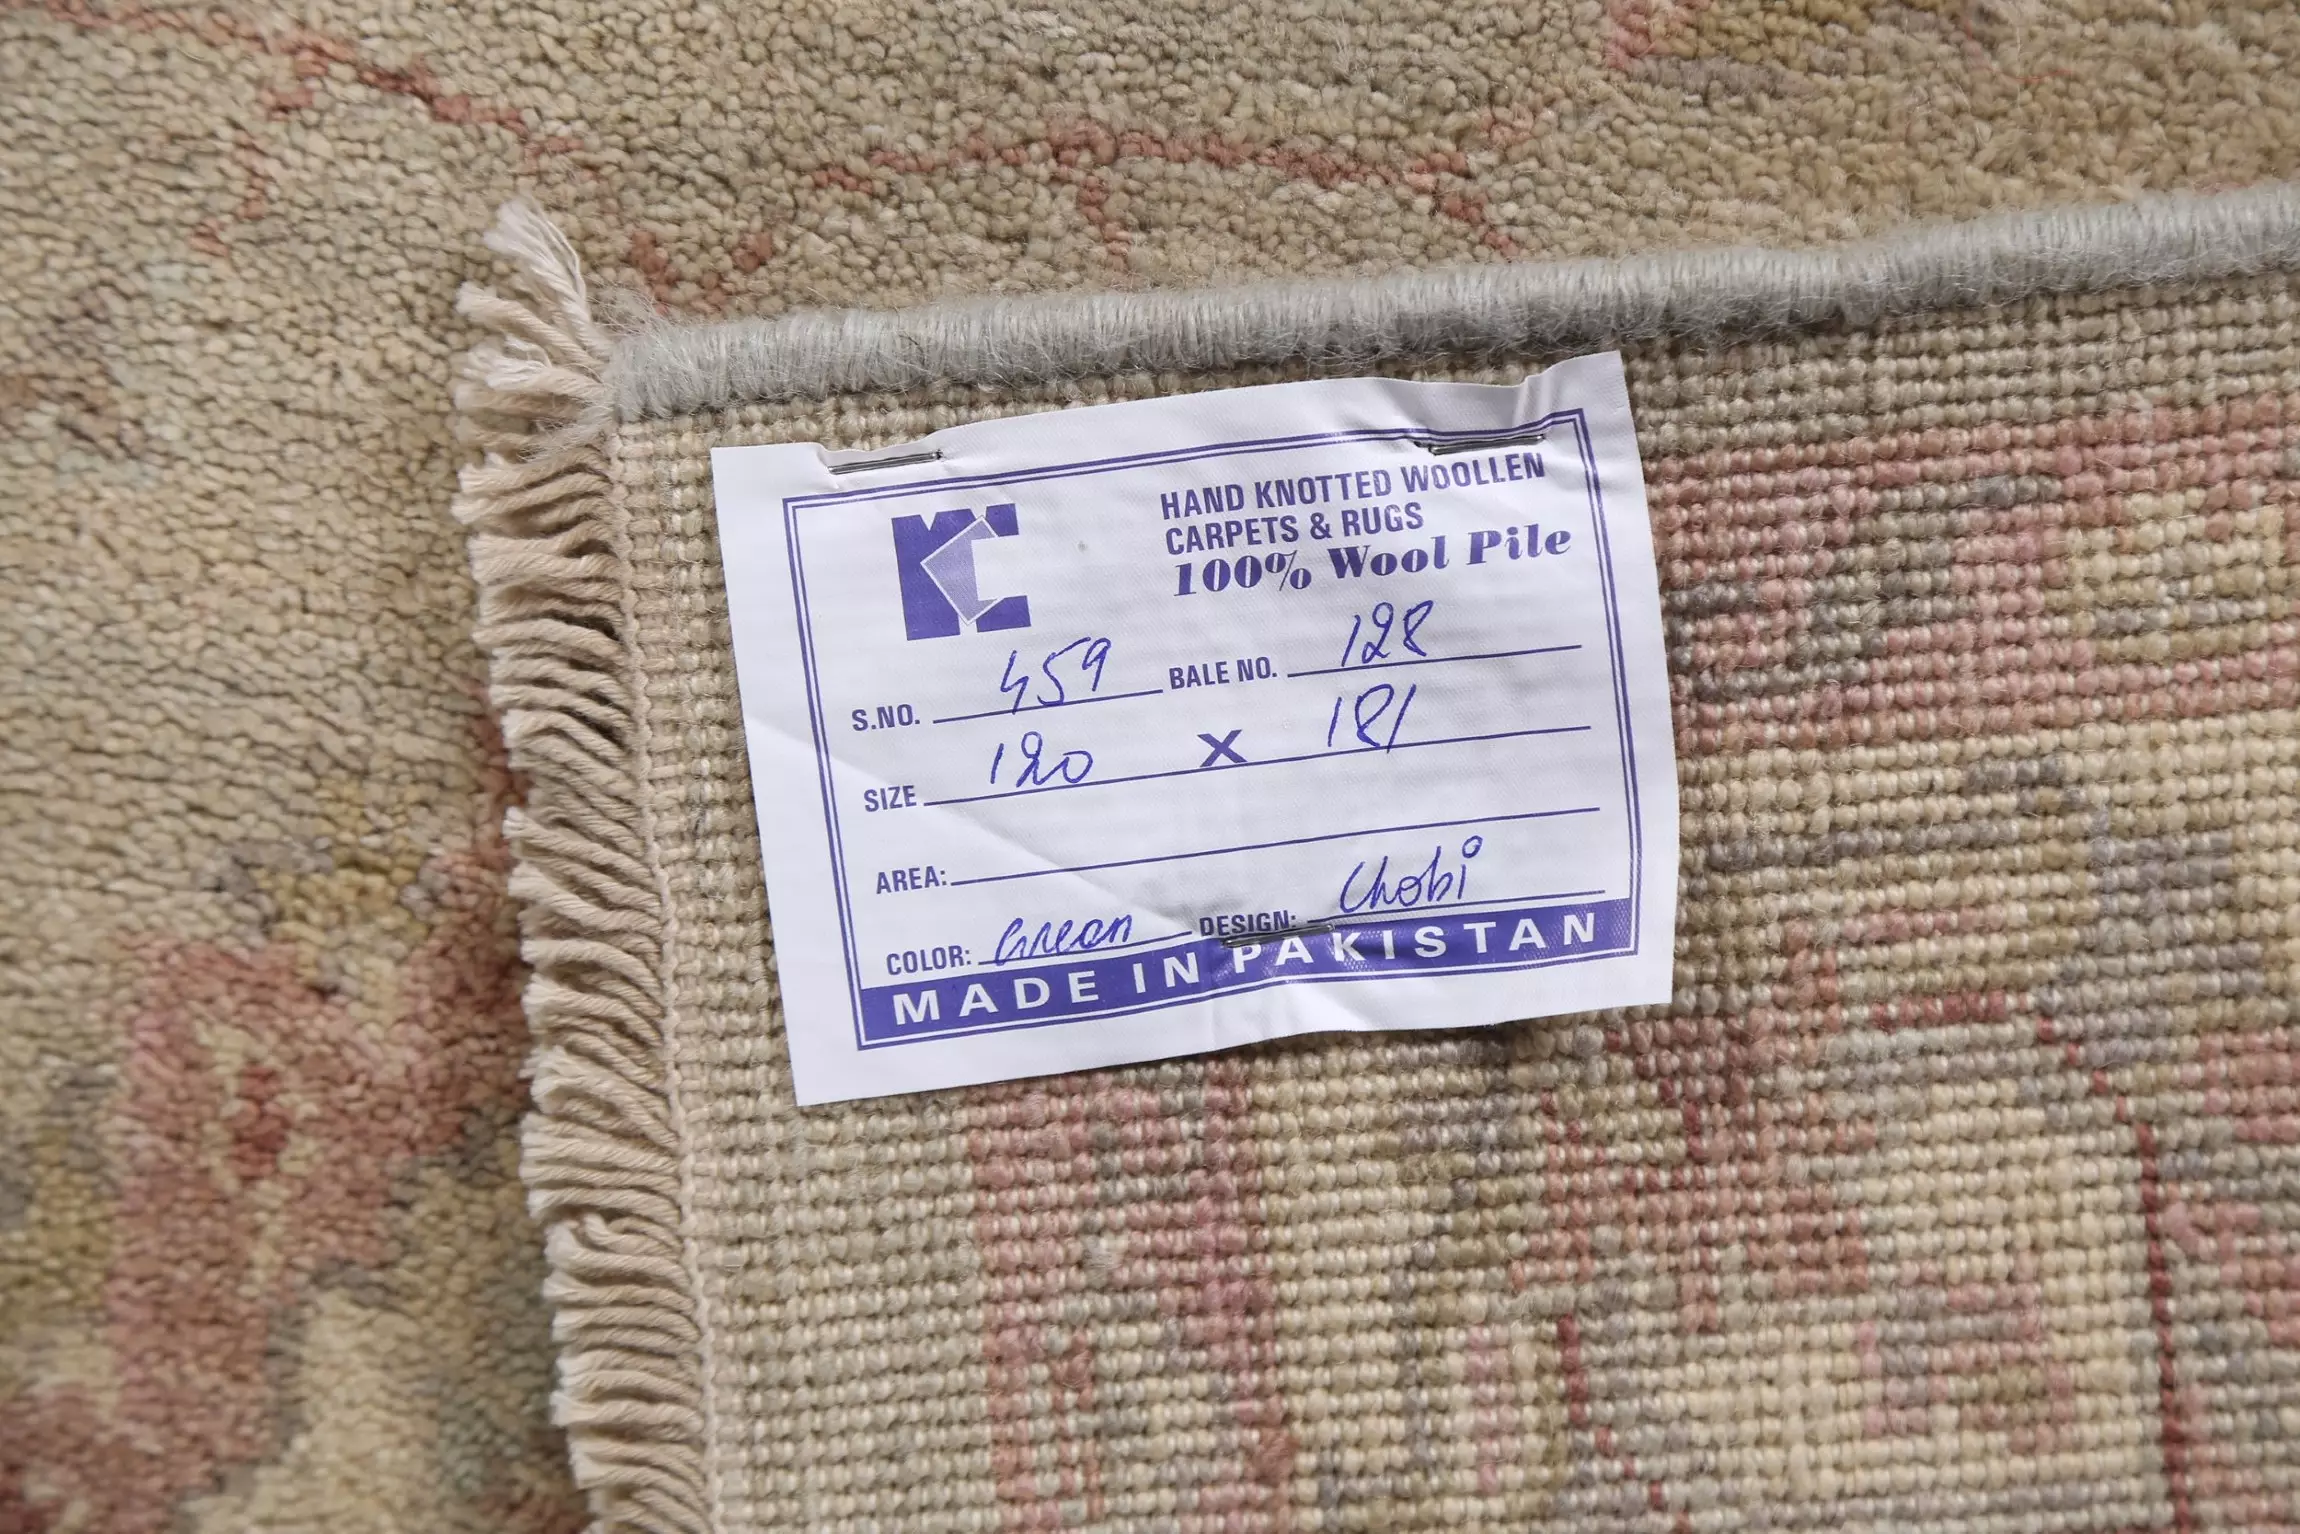 KC
HAND KNOTTED WOOLLEN
CARPETS & RUGS
100% Wool Pile
S.NO. 459 BALE NO. 128
SIZE 120 X 181
AREA:
COLOR: Green DESIGN: Chobi
MADE IN PAKISTAN